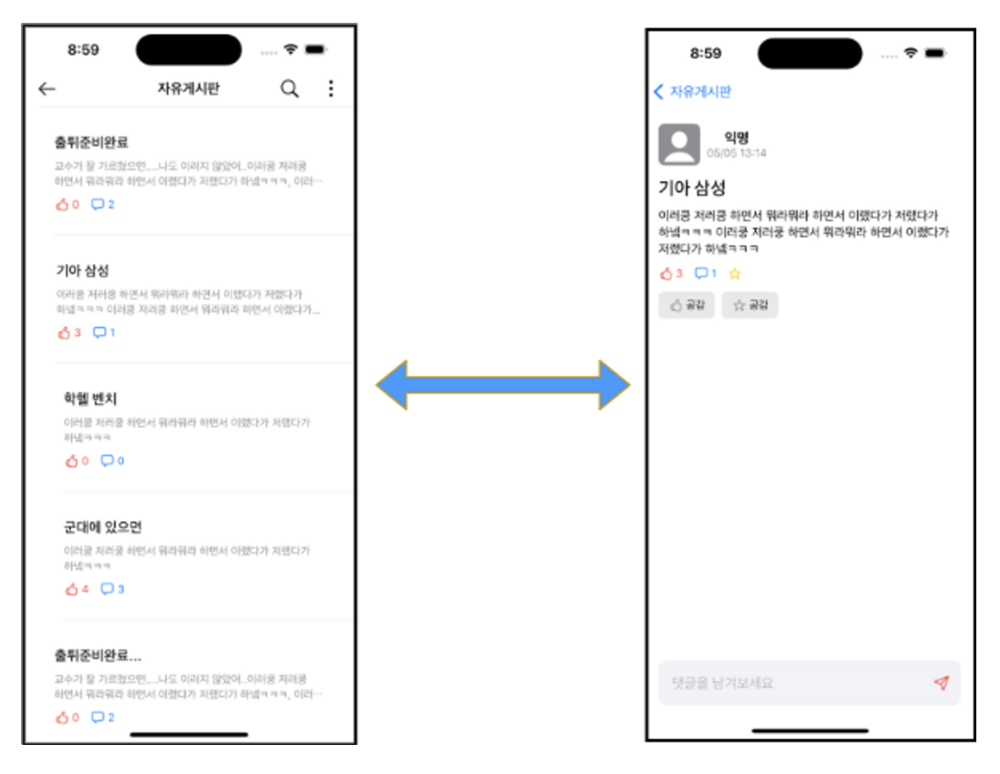 8:59
자유게시판
출튀준비완료
교수가 잘 가르쳤으면....나도 이러지 않았어..이러쿵 저러쿵
하면서 뭐라뭐라 하면서 이랬다가 저랬다가 하넼ㅋㅋㅋ, 이러…
0 2
기아 삼성
이러쿵 저러쿵 하면서 뭐라뭐라 하면서 이랬다가 저랬다가
하넼ㅋㅋㅋ 이러쿵 저러쿵 하면서 뭐라뭐라 하면서 이랬다가...
3 1
학헬 벤치
이러쿵 저러쿵 하면서 뭐라뭐라 하면서 이랬다가 저랬다가
하넼ㅋㅋㅋ
0 0
군대에 있으면
이러쿵 저러쿵 하면서 뭐라뭐라 하면서 이랬다가 저랬다가
하넼ㅋㅋㅋ
4 3
출튀준비완료...
교수가 잘 가르쳤으면....나도 이러지 않았어..이러쿵 저러쿵
하면서 뭐라뭐라 하면서 이랬다가 저랬다가 하넼ㅋㅋㅋ, 이러…
0 2
8:59
자유게시판
익명
05/05 13:14
기아 삼성
이러쿵 저러쿵 하면서 뭐라뭐라 하면서 이랬다가 저랬다가
하넼ㅋㅋㅋ 이러쿵 저러쿵 하면서 뭐라뭐라 하면서 이랬다가
저랬다가 하넼ㅋㅋㅋ
3 1
공감 공감
댓글을 남겨보세요